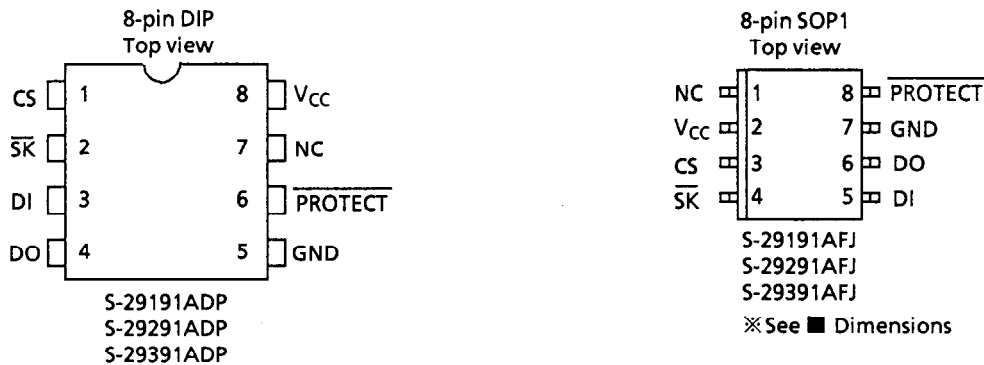 8-pin DIP
Top view
CS 1 8 VCC
SK 2 7 NC
DI 3 6 PROTECT
DO 4 5 GND
S-29191ADP
S-29291ADP
S-29391ADP
8-pin SOP1
Top view
NC 1 8 PROTECT
VCC 2 7 GND
CS 3 6 DO
SK 4 5 DI
S-29191AFJ
S-29291AFJ
S-29391AFJ
※See ■ Dimensions